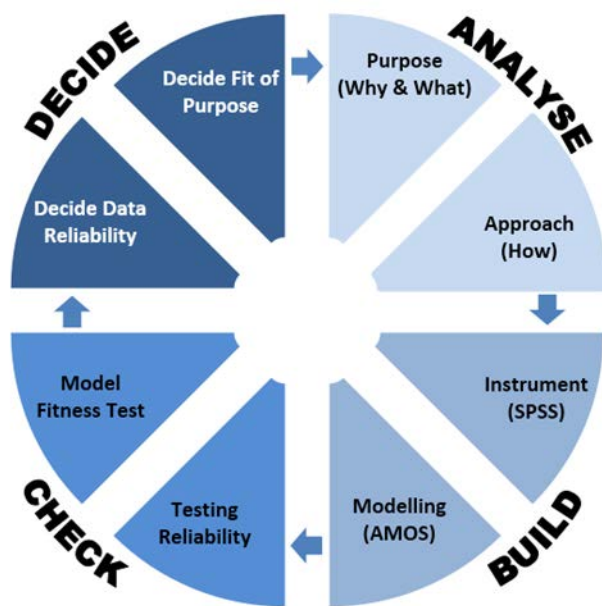 ANALYSE
Purpose
(Why & What)
Approach
(How)
BUILD
Instrument
(SPSS)
Modelling
(AMOS)
CHECK
Testing
Reliability
Model
Fitness Test
DECIDE
Decide Data
Reliability
Decide Fit of
Purpose